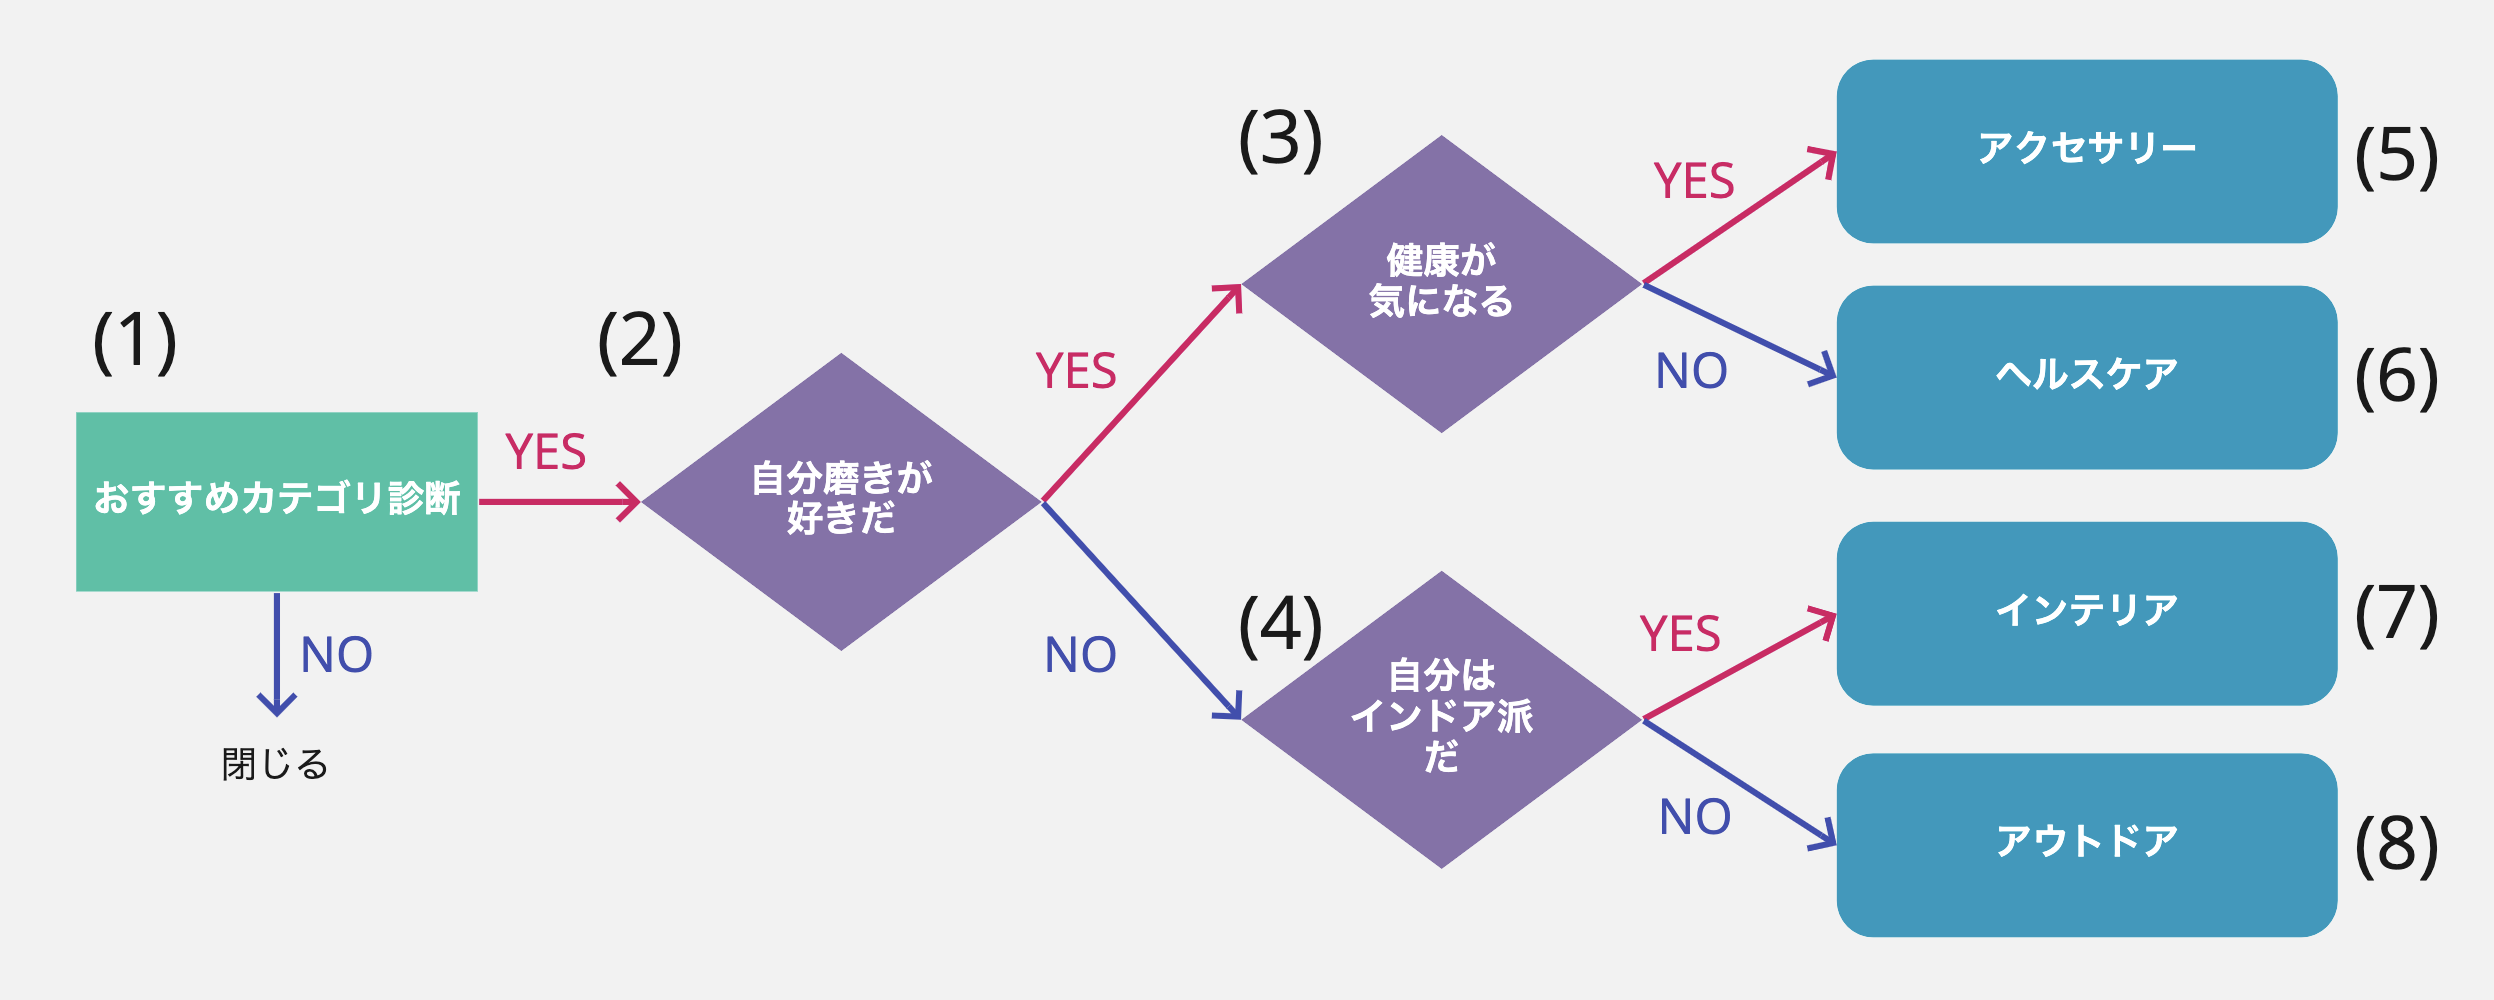 (1)
おすすめカテゴリ診断
YES
NO
閉じる
(2)
自分磨きが
好きだ
YES
NO
(3)
健康が
気になる
YES
NO
(4)
自分は
インドア派
だ
YES
NO
アクセサリー
(5)
ヘルスケア
(6)
インテリア
(7)
アウトドア
(8)